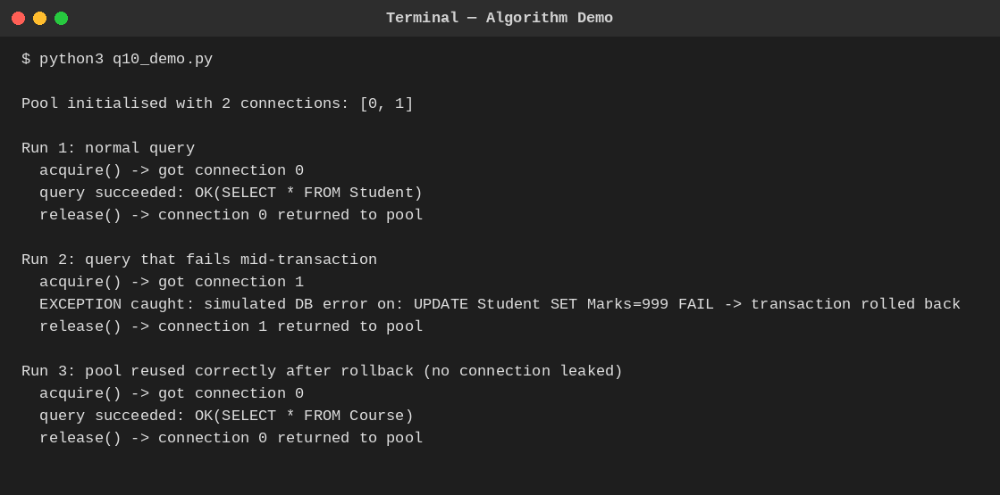 Terminal — Algorithm Demo
$ python3 q10_demo.py
Pool initialised with 2 connections: [0, 1]
Run 1: normal query
acquire() -> got connection 0
query succeeded: OK(SELECT * FROM Student)
release() -> connection 0 returned to pool
Run 2: query that fails mid-transaction
acquire() -> got connection 1
EXCEPTION caught: simulated DB error on: UPDATE Student SET Marks=999 FAIL -> transaction rolled back
release() -> connection 1 returned to pool
Run 3: pool reused correctly after rollback (no connection leaked)
acquire() -> got connection 0
query succeeded: OK(SELECT * FROM Course)
release() -> connection 0 returned to pool